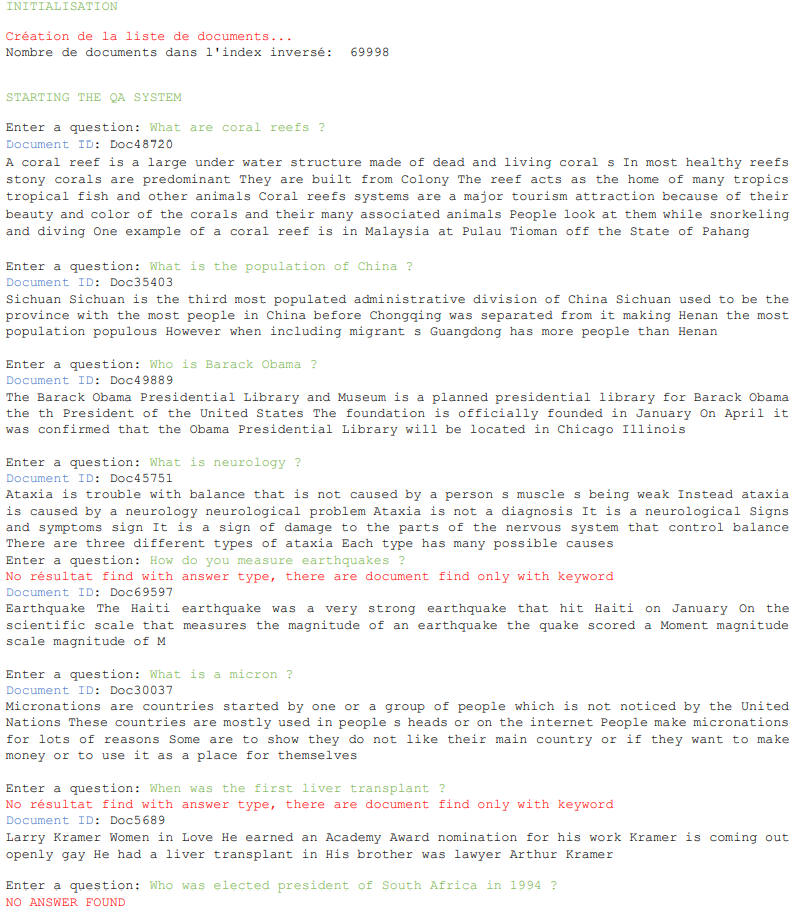 INITIALISATION
Création de la liste de documents...
Nombre de documents dans l'index inversé:  69998
STARTING THE QA SYSTEM
Enter a question: What are coral reefs ?
Document ID: Doc48720
A coral reef is a large under water structure made of dead and living coral s In most healthy reefs
stony corals are predominant They are built from Colony The reef acts as the home of many tropics
tropical fish and other animals Coral reefs systems are a major tourism attraction because of their
beauty and color of the corals and their many associated animals People look at them while snorkeling
and diving One example of a coral reef is in Malaysia at Pulau Tioman off the State of Pahang
Enter a question: What is the population of China ?
Document ID: Doc35403
Sichuan Sichuan is the third most populated administrative division of China Sichuan used to be the
province with the most people in China before Chongqing was separated from it making Henan the most
population populous However when including migrant s Guangdong has more people than Henan
Enter a question: Who is Barack Obama ?
Document ID: Doc49889
The Barack Obama Presidential Library and Museum is a planned presidential library for Barack Obama
the th President of the United States The foundation is officially founded in January On April it
was confirmed that the Obama Presidential Library will be located in Chicago Illinois
Enter a question: What is neurology ?
Document ID: Doc45751
Ataxia is trouble with balance that is not caused by a person s muscle s being weak Instead ataxia
is caused by a neurology neurological problem Ataxia is not a diagnosis It is a neurological Signs
and symptoms sign It is a sign of damage to the parts of the nervous system that control balance
There are three different types of ataxia Each type has many possible causes
Enter a question: How do you measure earthquakes ?
No résultat find with answer type, there are document find only with keyword
Document ID: Doc69597
Earthquake The Haiti earthquake was a very strong earthquake that hit Haiti on January On the
scientific scale that measures the magnitude of an earthquake the quake scored a Moment magnitude
scale magnitude of M
Enter a question: What is a micron ?
Document ID: Doc30037
Micronations are countries started by one or a group of people which is not noticed by the United
Nations These countries are mostly used in people s heads or on the internet People make micronations
for lots of reasons Some are to show they do not like their main country or if they want to make
money or to use it as a place for themselves
Enter a question: When was the first liver transplant ?
No résultat find with answer type, there are document find only with keyword
Document ID: Doc5689
Larry Kramer Women in Love He earned an Academy Award nomination for his work Kramer is coming out
openly gay He had a liver transplant in His brother was lawyer Arthur Kramer
Enter a question: Who was elected president of South Africa in 1994 ?
NO ANSWER FOUND